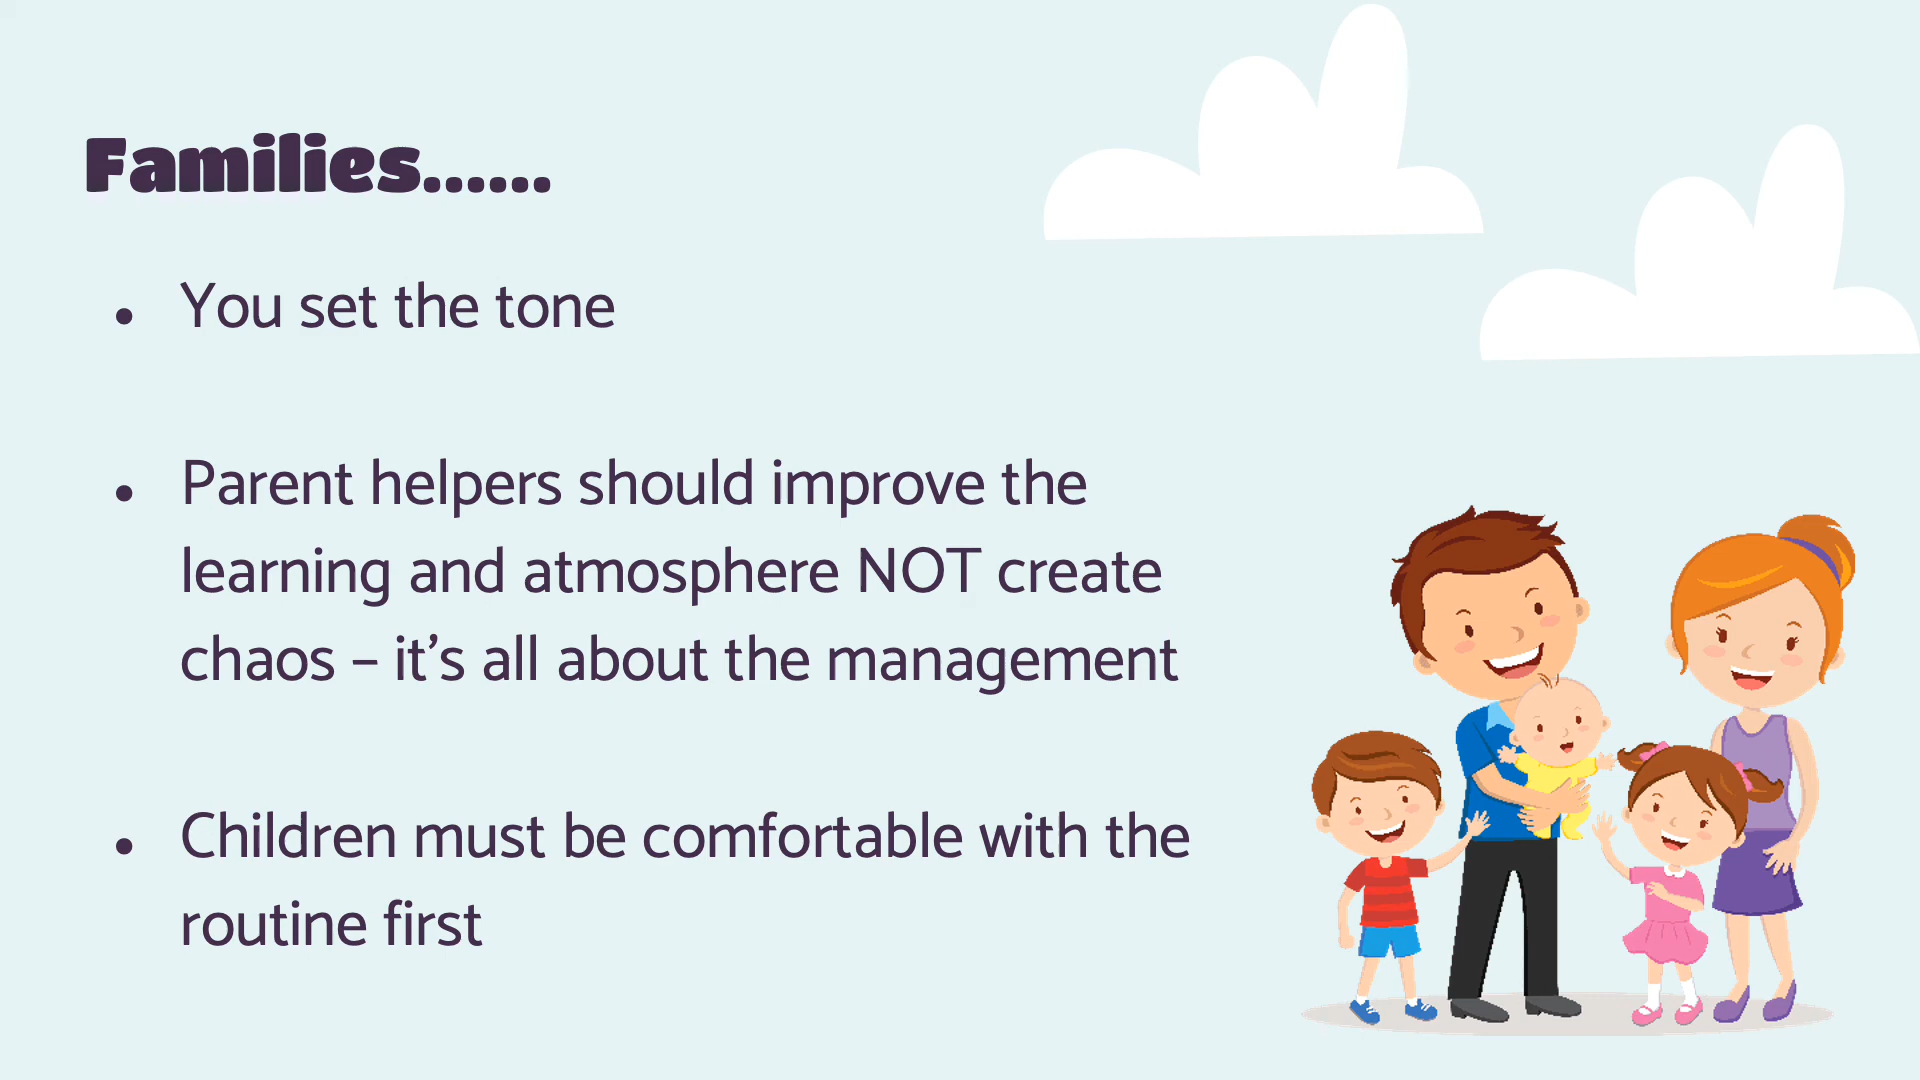 Families......
• You set the tone
• Parent helpers should improve the
learning and atmosphere NOT create
chaos – it’s all about the management
• Children must be comfortable with the
routine first